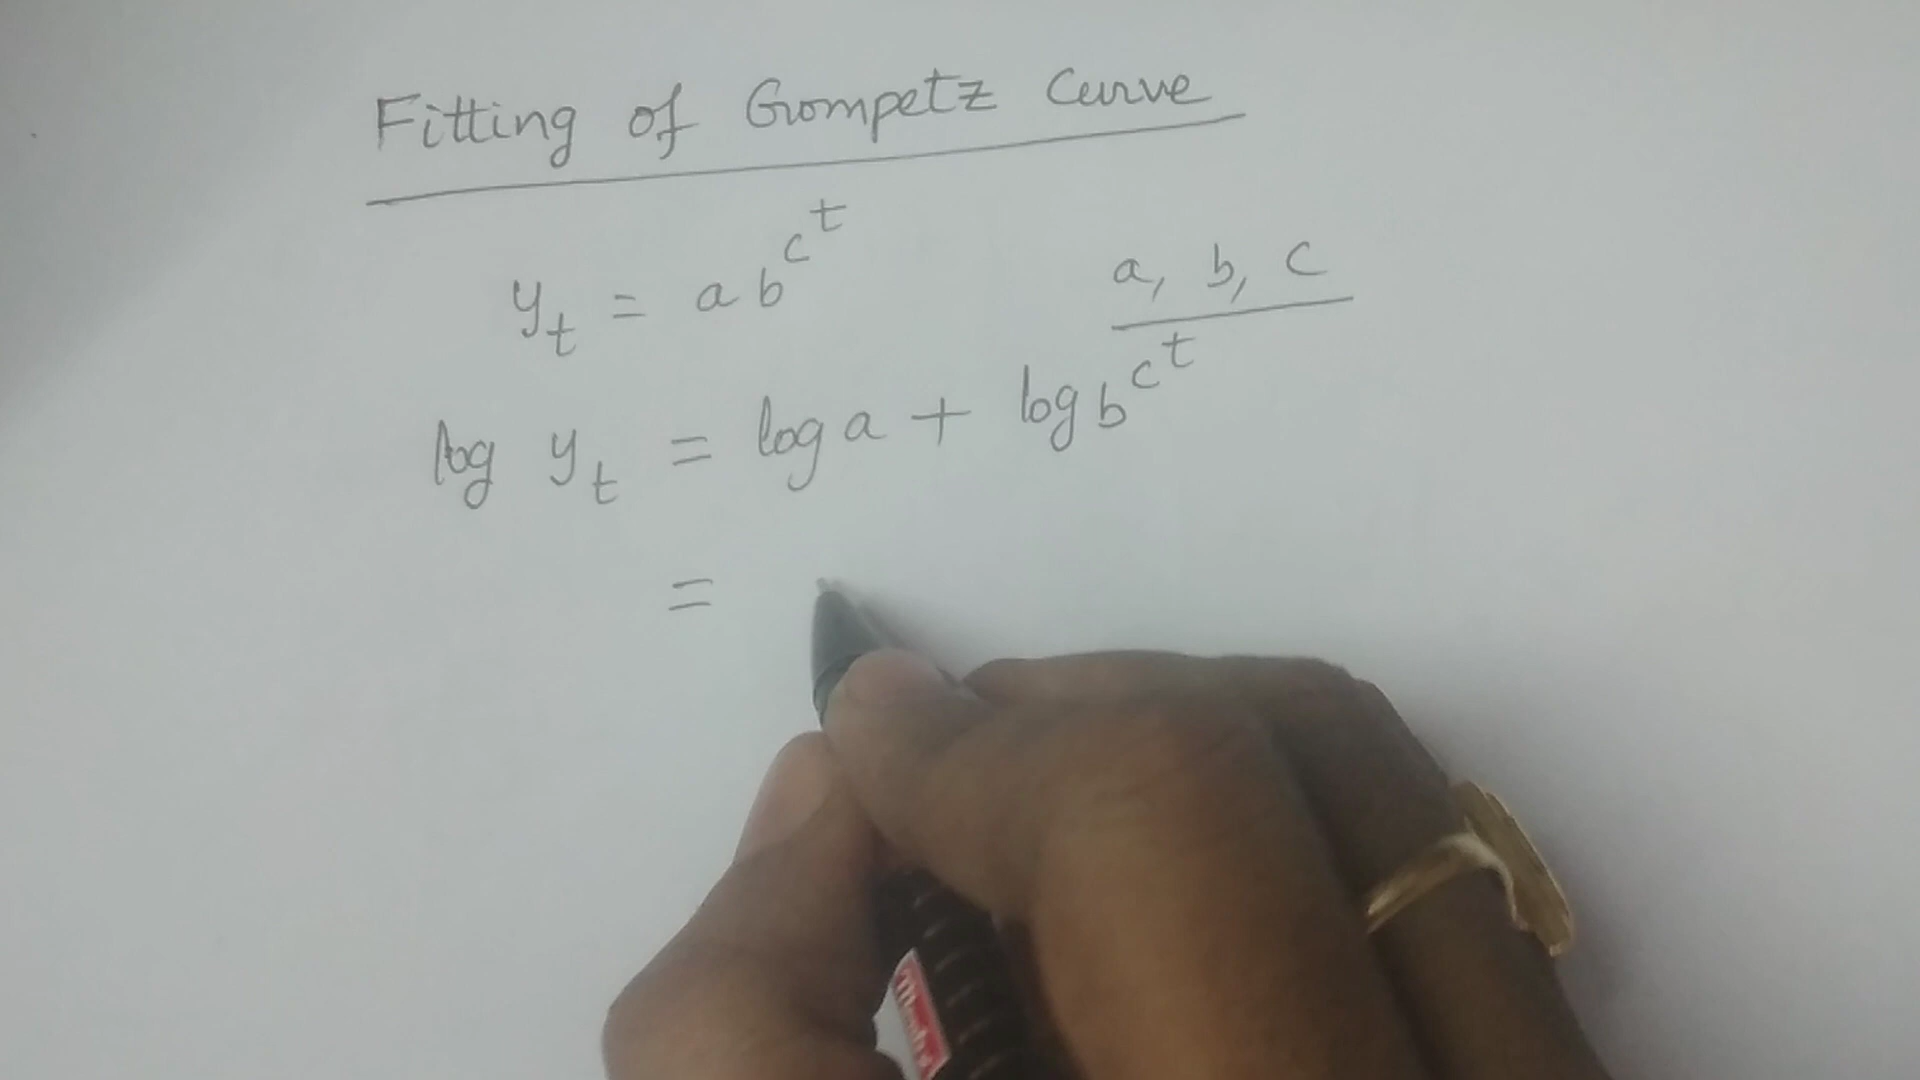 Fitting of Gompetz Curve
y_t = a b^c^t
a, b, c
log y_t = log a + log b^c^t
=